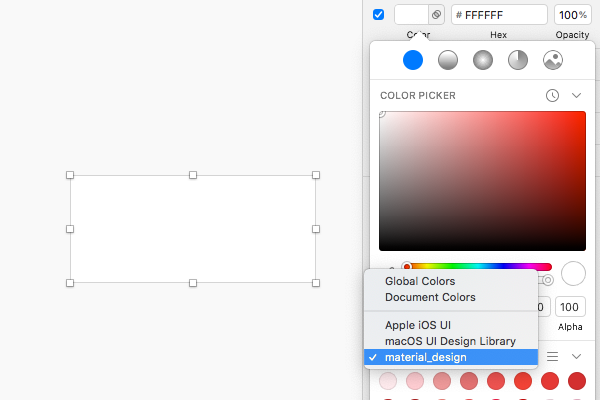 # FFFFFF
100%
Color
Hex
Opacity
COLOR PICKER
Global Colors
Document Colors
Apple iOS UI
macOS UI Design Library
✓ material_design
0
100
Alpha